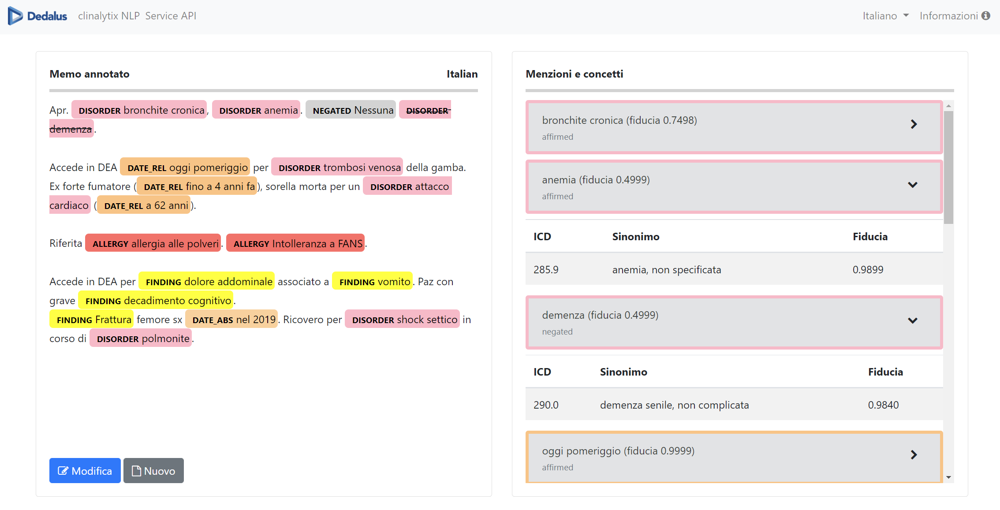 Dedalus clinalytix NLP Service API Italiano Informazioni
Memo annotato Italian
Apr. DISORDER bronchite cronica, DISORDER anemia. NEGATED Nessuna DISORDER
demenza.
Accede in DEA DATE_REL oggi pomeriggio per DISORDER trombosi venosa della gamba.
Ex forte fumatore (DATE_REL fino a 4 anni fa), sorella morta per un DISORDER attacco
cardiaco (DATE_REL a 62 anni).
Riferita ALLERGY allergia alle polveri. ALLERGY Intolleranza a FANS.
Accede in DEA per FINDING dolore addominale associato a FINDING vomito. Paz con
grave FINDING decadimento cognitivo.
FINDING Frattura femore sx DATE_ABS nel 2019. Ricovero per DISORDER shock settico in
corso di DISORDER polmonite.
Modifica Nuovo
Menzioni e concetti
bronchite cronica (fiducia 0.7498)
affirmed
anemia (fiducia 0.4999)
affirmed
ICD Sinonimo Fiducia
285.9 anemia, non specificata 0.9899
demenza (fiducia 0.4999)
negated
ICD Sinonimo Fiducia
290.0 demenza senile, non complicata 0.9840
oggi pomeriggio (fiducia 0.9999)
affirmed